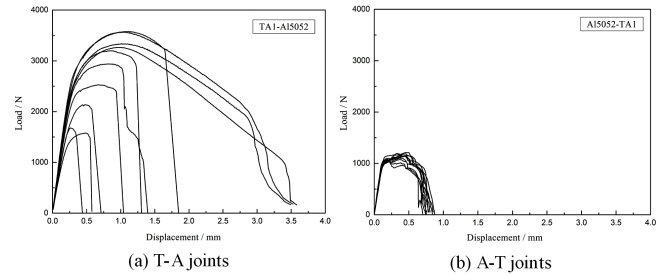 TA1-Al5052
Load / N
4000
3000
2000
1000
0
0.0 0.5 1.0 1.5 2.0 2.5 3.0 3.5 4.0
Displacement / mm
(a) T-A joints
Al5052-TA1
Load / N
4000
3000
2000
1000
0
0.0 0.5 1.0 1.5 2.0 2.5 3.0 3.5 4.0
Displacement / mm
(b) A-T joints